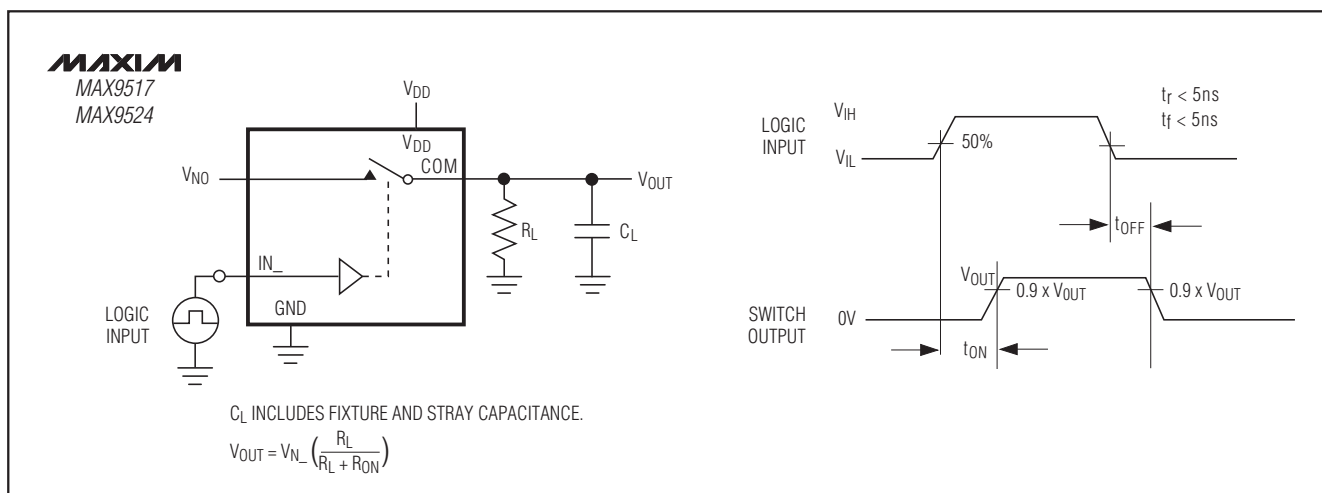 MAXIM
MAX9517
MAX9524
VDD
VDD
COM
VNO
VOUT
RL
CL
IN_
GND
LOGIC
INPUT
CL INCLUDES FIXTURE AND STRAY CAPACITANCE.
VOUT = VN_ (RL / RL + RON)
LOGIC
INPUT
VIH
VIL
50%
tr < 5ns
tf < 5ns
tOFF
SWITCH
OUTPUT
VOUT
0V
0.9 x VOUT
0.9 x VOUT
tON